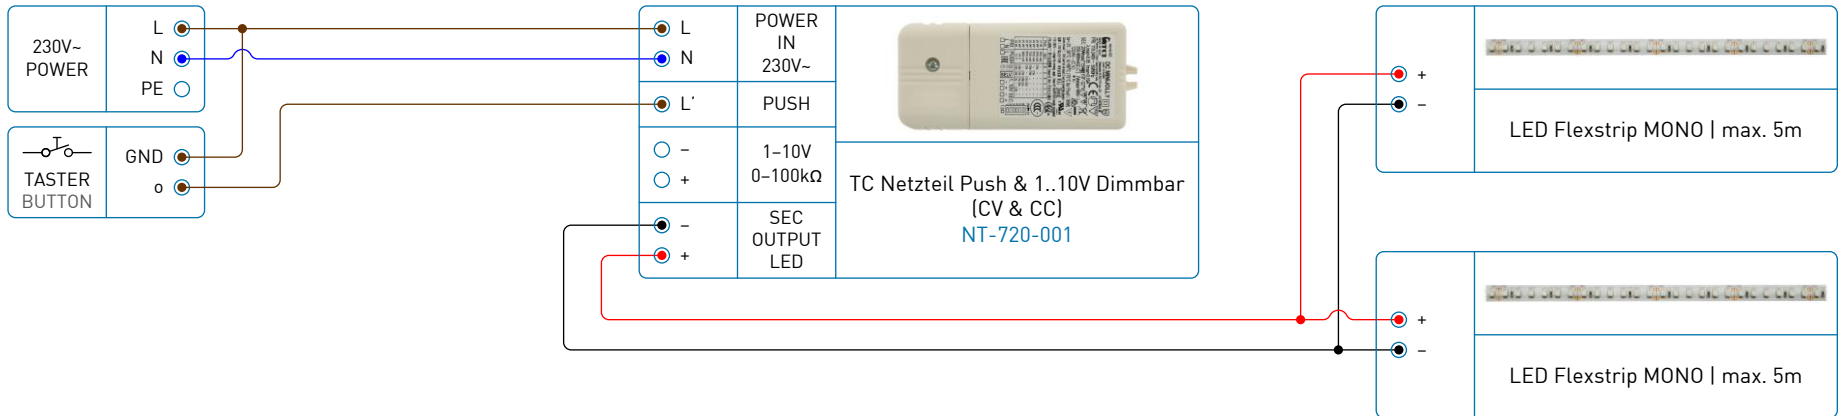 230V~
POWER
L
N
PE
TASTER
BUTTON
GND
o
L
N
POWER
IN
230V~
L´
PUSH
–
+
1–10V
0–100kΩ
–
+
SEC
OUTPUT
LED
TC Netzteil Push & 1..10V Dimmbar
(CV & CC)
NT-720-001
+
–
LED Flexstrip MONO | max. 5m
+
–
LED Flexstrip MONO | max. 5m